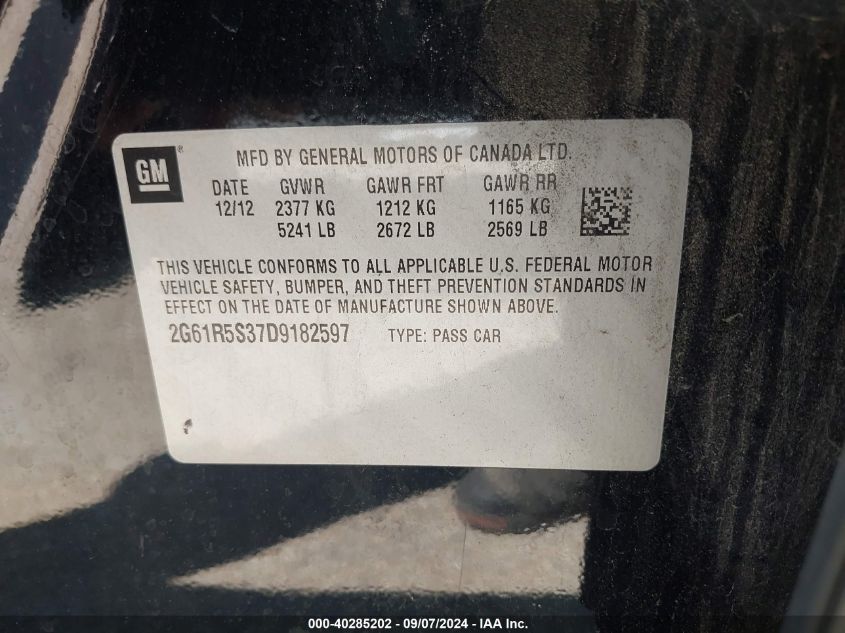 GM®
MFD BY GENERAL MOTORS OF CANADA LTD.
DATE GVWR GAWR FRT GAWR RR
12/12 2377 KG 1212 KG 1165 KG
5241 LB 2672 LB 2569 LB
THIS VEHICLE CONFORMS TO ALL APPLICABLE U.S. FEDERAL MOTOR
VEHICLE SAFETY, BUMPER, AND THEFT PREVENTION STANDARDS IN
EFFECT ON THE DATE OF MANUFACTURE SHOWN ABOVE.
2G61R5S37D9182597 TYPE: PASS CAR
000-40285202 - 09/07/2024 - IAA Inc.